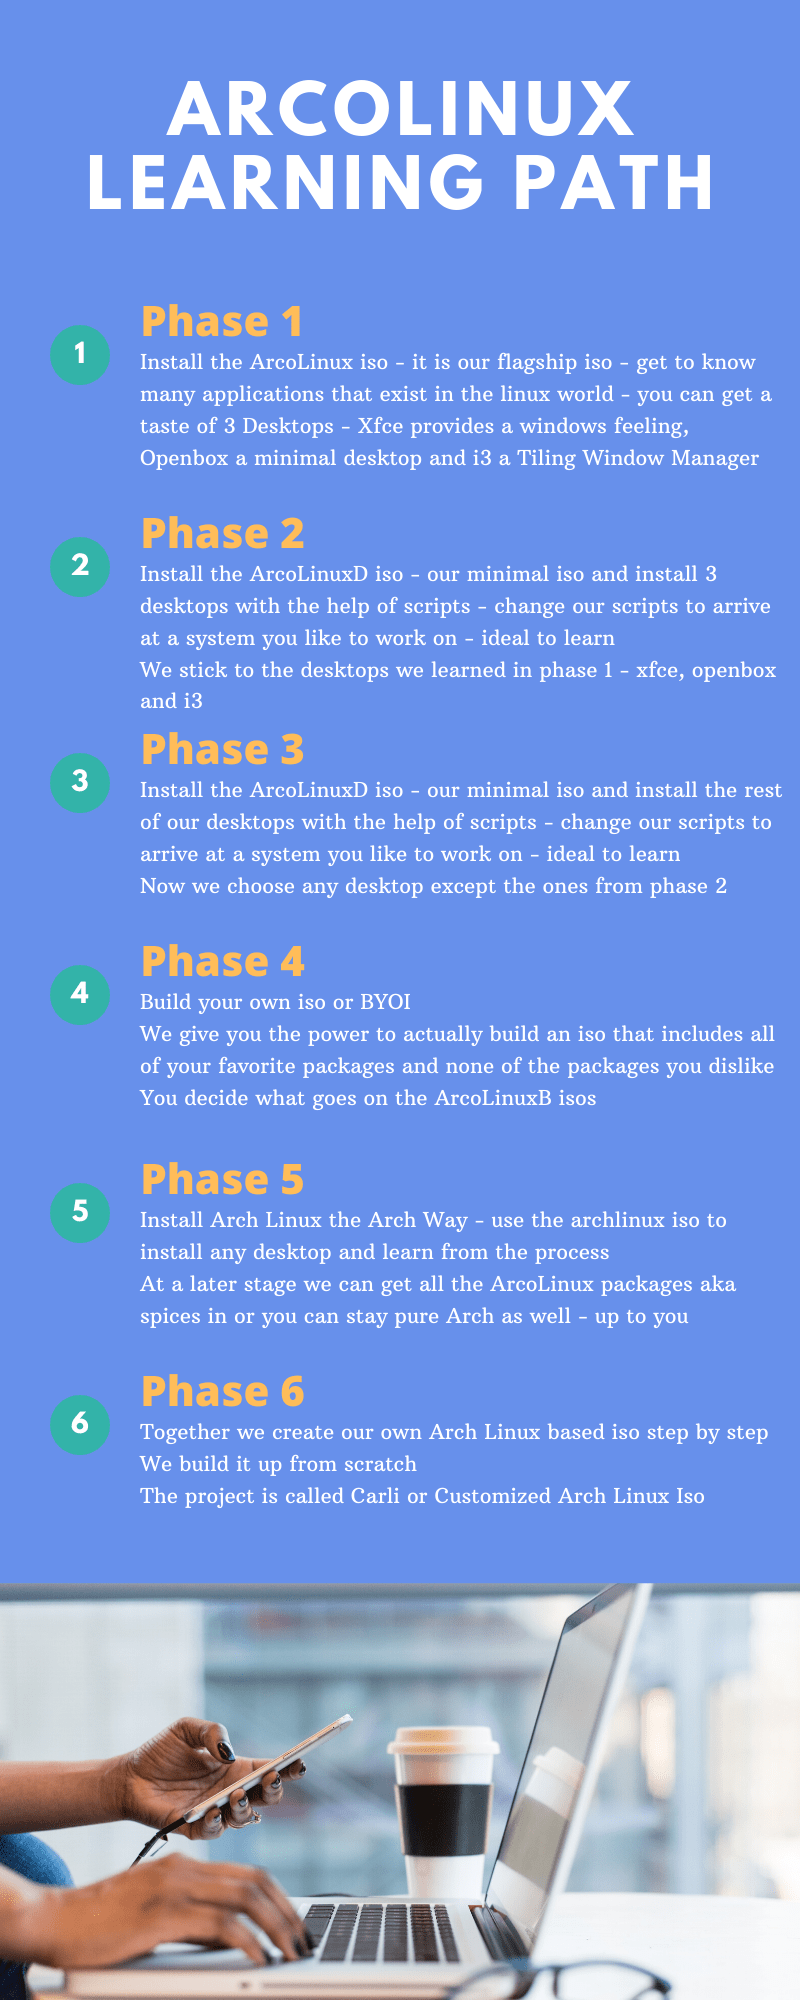 ARCOLINUX
LEARNING PATH
Phase 1
1
Install the ArcoLinux iso - it is our flagship iso - get to know
many applications that exist in the linux world - you can get a
taste of 3 Desktops - Xfce provides a windows feeling,
Openbox a minimal desktop and i3 a Tiling Window Manager
Phase 2
2
Install the ArcoLinuxD iso - our minimal iso and install 3
desktops with the help of scripts - change our scripts to arrive
at a system you like to work on - ideal to learn
We stick to the desktops we learned in phase 1 - xfce, openbox
and i3
Phase 3
3
Install the ArcoLinuxD iso - our minimal iso and install the rest
of our desktops with the help of scripts - change our scripts to
arrive at a system you like to work on - ideal to learn
Now we choose any desktop except the ones from phase 2
Phase 4
4
Build your own iso or BYOI
We give you the power to actually build an iso that includes all
of your favorite packages and none of the packages you dislike
You decide what goes on the ArcoLinuxB isos
Phase 5
5
Install Arch Linux the Arch Way - use the archlinux iso to
install any desktop and learn from the process
At a later stage we can get all the ArcoLinux packages aka
spices in or you can stay pure Arch as well - up to you
Phase 6
6
Together we create our own Arch Linux based iso step by step
We build it up from scratch
The project is called Carli or Customized Arch Linux Iso